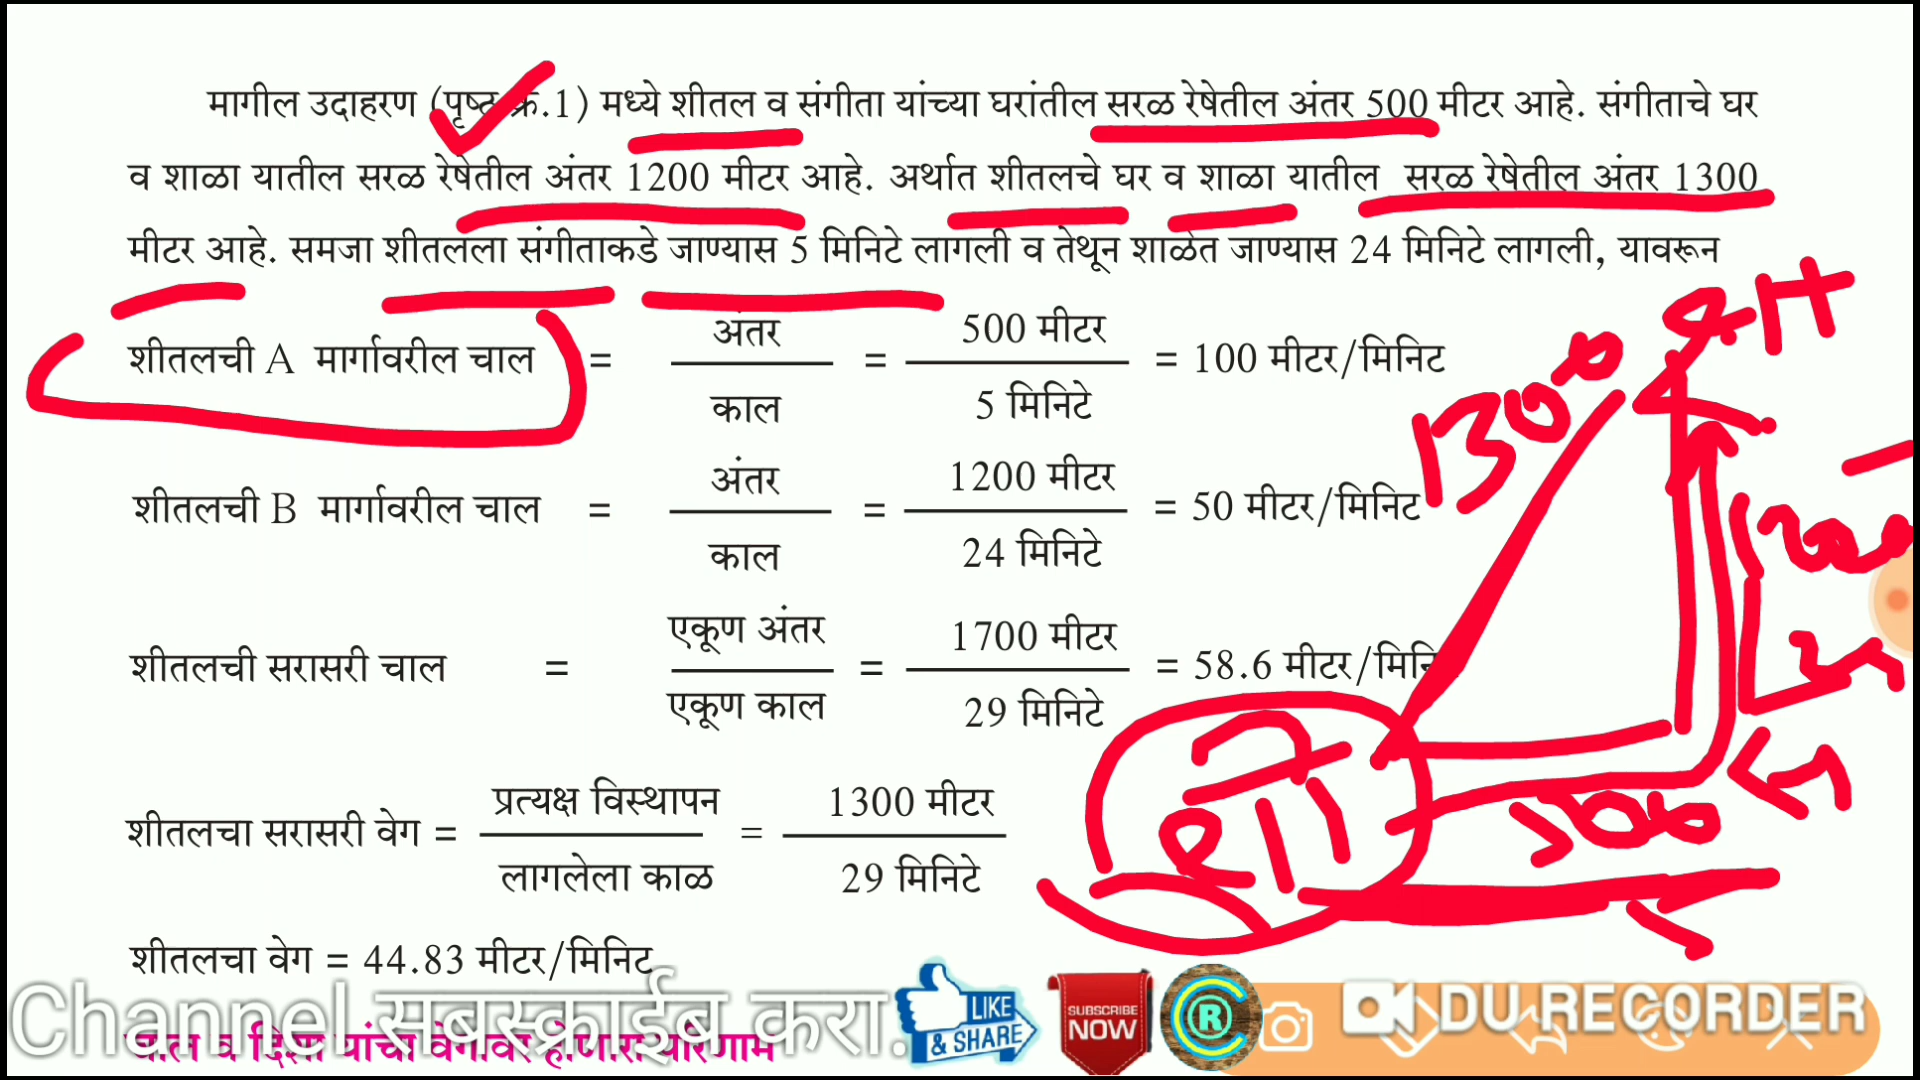 मागील उदाहरण (पृष्ठ क्र.1) मध्ये शीतल व संगीता यांच्या घरांतील सरळ रेषेतील अंतर 500 मीटर आहे. संगीताचे घर
व शाळा यातील सरळ रेषेतील अंतर 1200 मीटर आहे. अर्थात शीतलचे घर व शाळा यातील सरळ रेषेतील अंतर 1300
मीटर आहे. समजा शीतलला संगीताकडे जाण्यास 5 मिनिटे लागली व तेथून शाळेत जाण्यास 24 मिनिटे लागली, यावरून
शीतलची A मार्गावरील चाल = अंतर / काल = 500 मीटर / 5 मिनिटे = 100 मीटर/मिनिट
शीतलची B मार्गावरील चाल = अंतर / काल = 1200 मीटर / 24 मिनिटे = 50 मीटर/मिनिट
शीतलची सरासरी चाल = एकूण अंतर / एकूण काल = 1700 मीटर / 29 मिनिटे = 58.6 मीटर/मिनि
शीतलचा सरासरी वेग = प्रत्यक्ष विस्थापन / लागलेला काळ = 1300 मीटर / 29 मिनिटे
शीतलचा वेग = 44.83 मीटर/मिनिट
चाल व दिशा यांचा वेगावर होणारा परिणाम
Channel सबस्क्राईब करा.
LIKE
& SHARE
SUBSCRIBE
NOW
R
DU RECORDER
1300
शा
500
शी